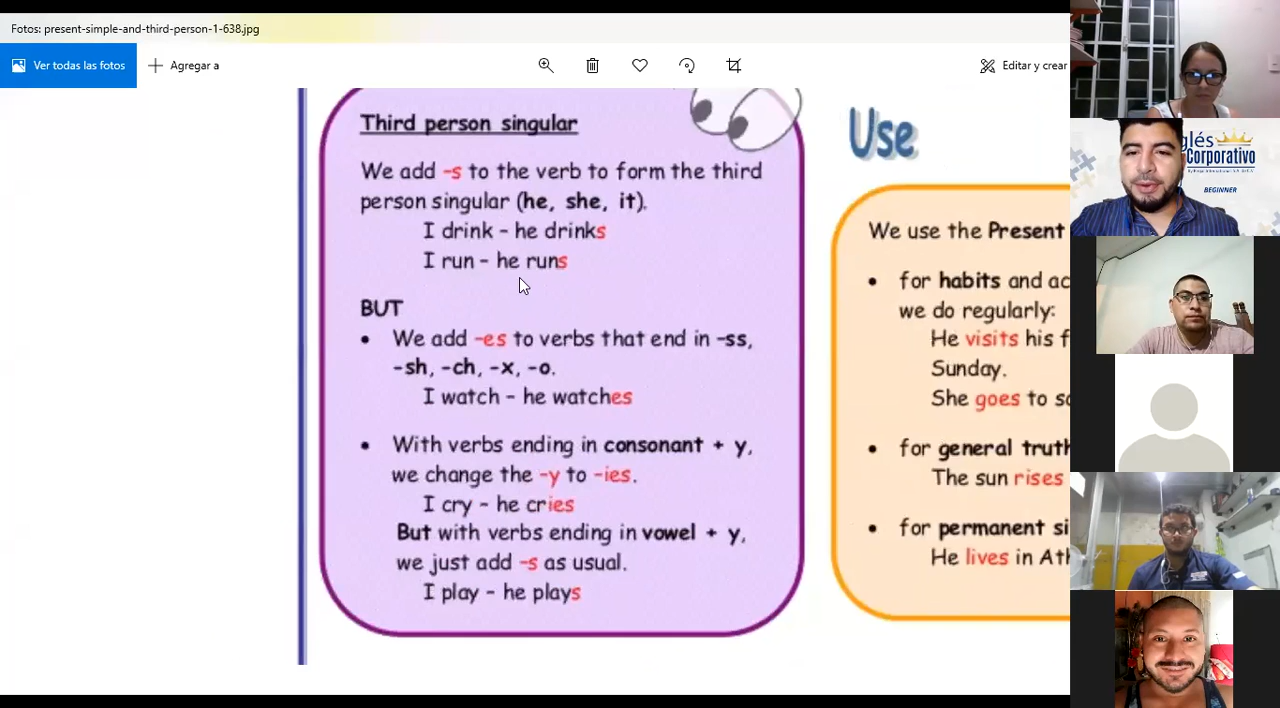 Fotos: present-simple-and-third-person-1-638.jpg
Ver todas las fotos
Agregar a
Editar y crear
Third person singular
We add -s to the verb to form the third
person singular (he, she, it).
I drink - he drinks
I run - he runs
BUT
• We add -es to verbs that end in -ss,
-sh, -ch, -x, -o.
I watch - he watches
• With verbs ending in consonant + y,
we change the -y to -ies.
I cry - he cries
But with verbs ending in vowel + y,
we just add -s as usual.
I play - he plays
Use
We use the Present
• for habits and ac
we do regularly:
He visits his f
Sunday.
She goes to sc
• for general truth
The sun rises
• for permanent si
He lives in Ath
glés
Corporativo
BEGINNER